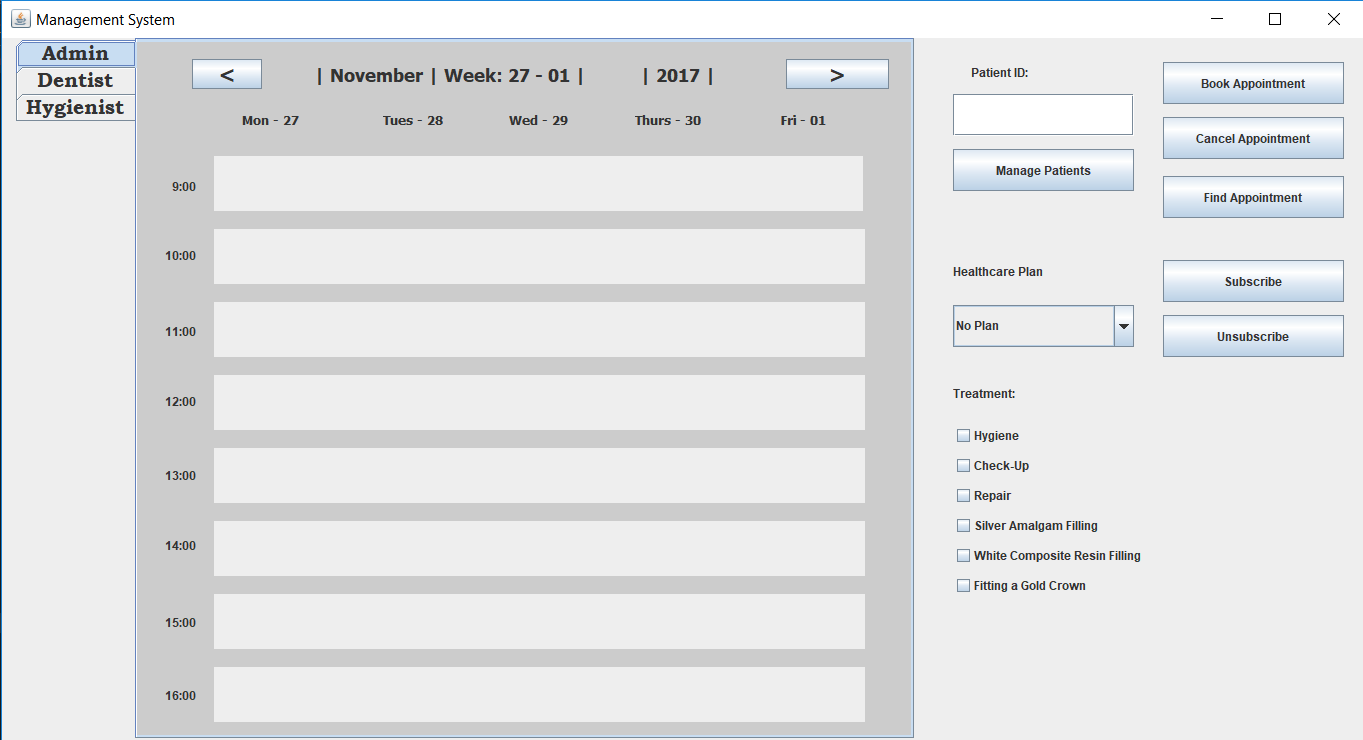 Management System
Admin
Dentist
Hygienist
< | November | Week: 27 - 01 | | 2017 | >
Mon - 27 Tues - 28 Wed - 29 Thurs - 30 Fri - 01
9:00
10:00
11:00
12:00
13:00
14:00
15:00
16:00
Patient ID:
Manage Patients
Book Appointment
Cancel Appointment
Find Appointment
Healthcare Plan
No Plan
Subscribe
Unsubscribe
Treatment:
Hygiene
Check-Up
Repair
Silver Amalgam Filling
White Composite Resin Filling
Fitting a Gold Crown